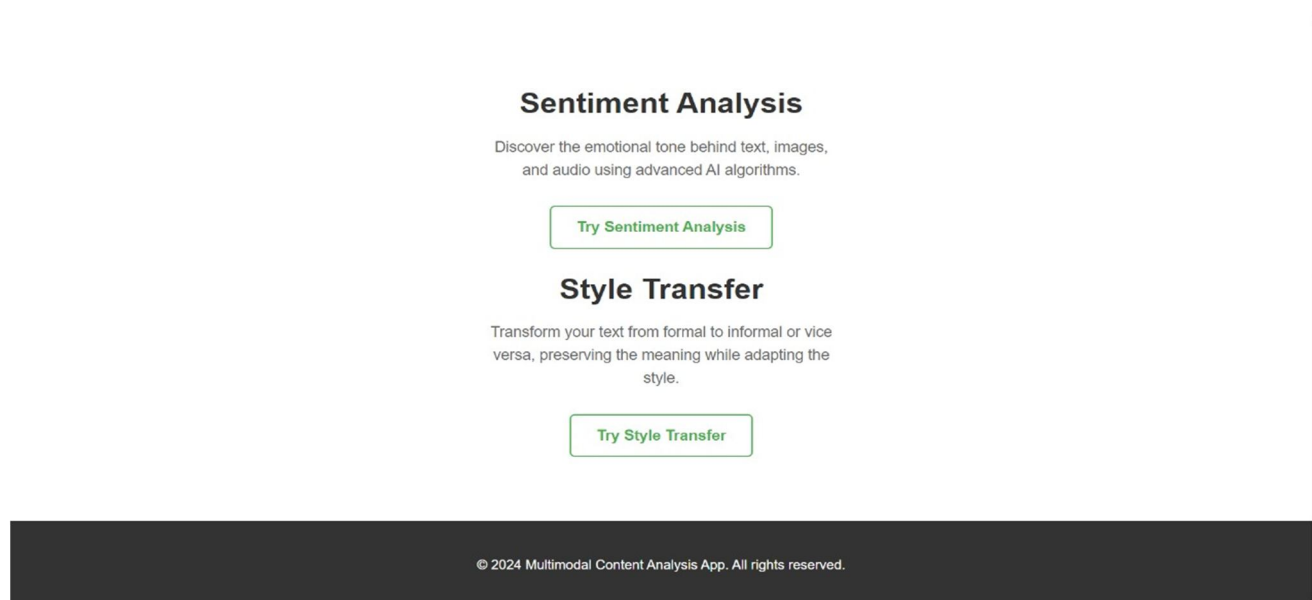 Sentiment Analysis
Discover the emotional tone behind text, images,
and audio using advanced AI algorithms.
Try Sentiment Analysis
Style Transfer
Transform your text from formal to informal or vice
versa, preserving the meaning while adapting the
style.
Try Style Transfer
© 2024 Multimodal Content Analysis App. All rights reserved.